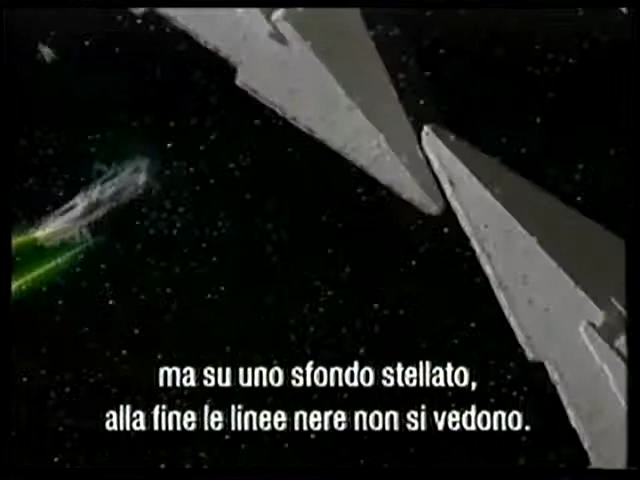 ma su uno sfondo stellato,
alla fine le linee nere non si vedono.